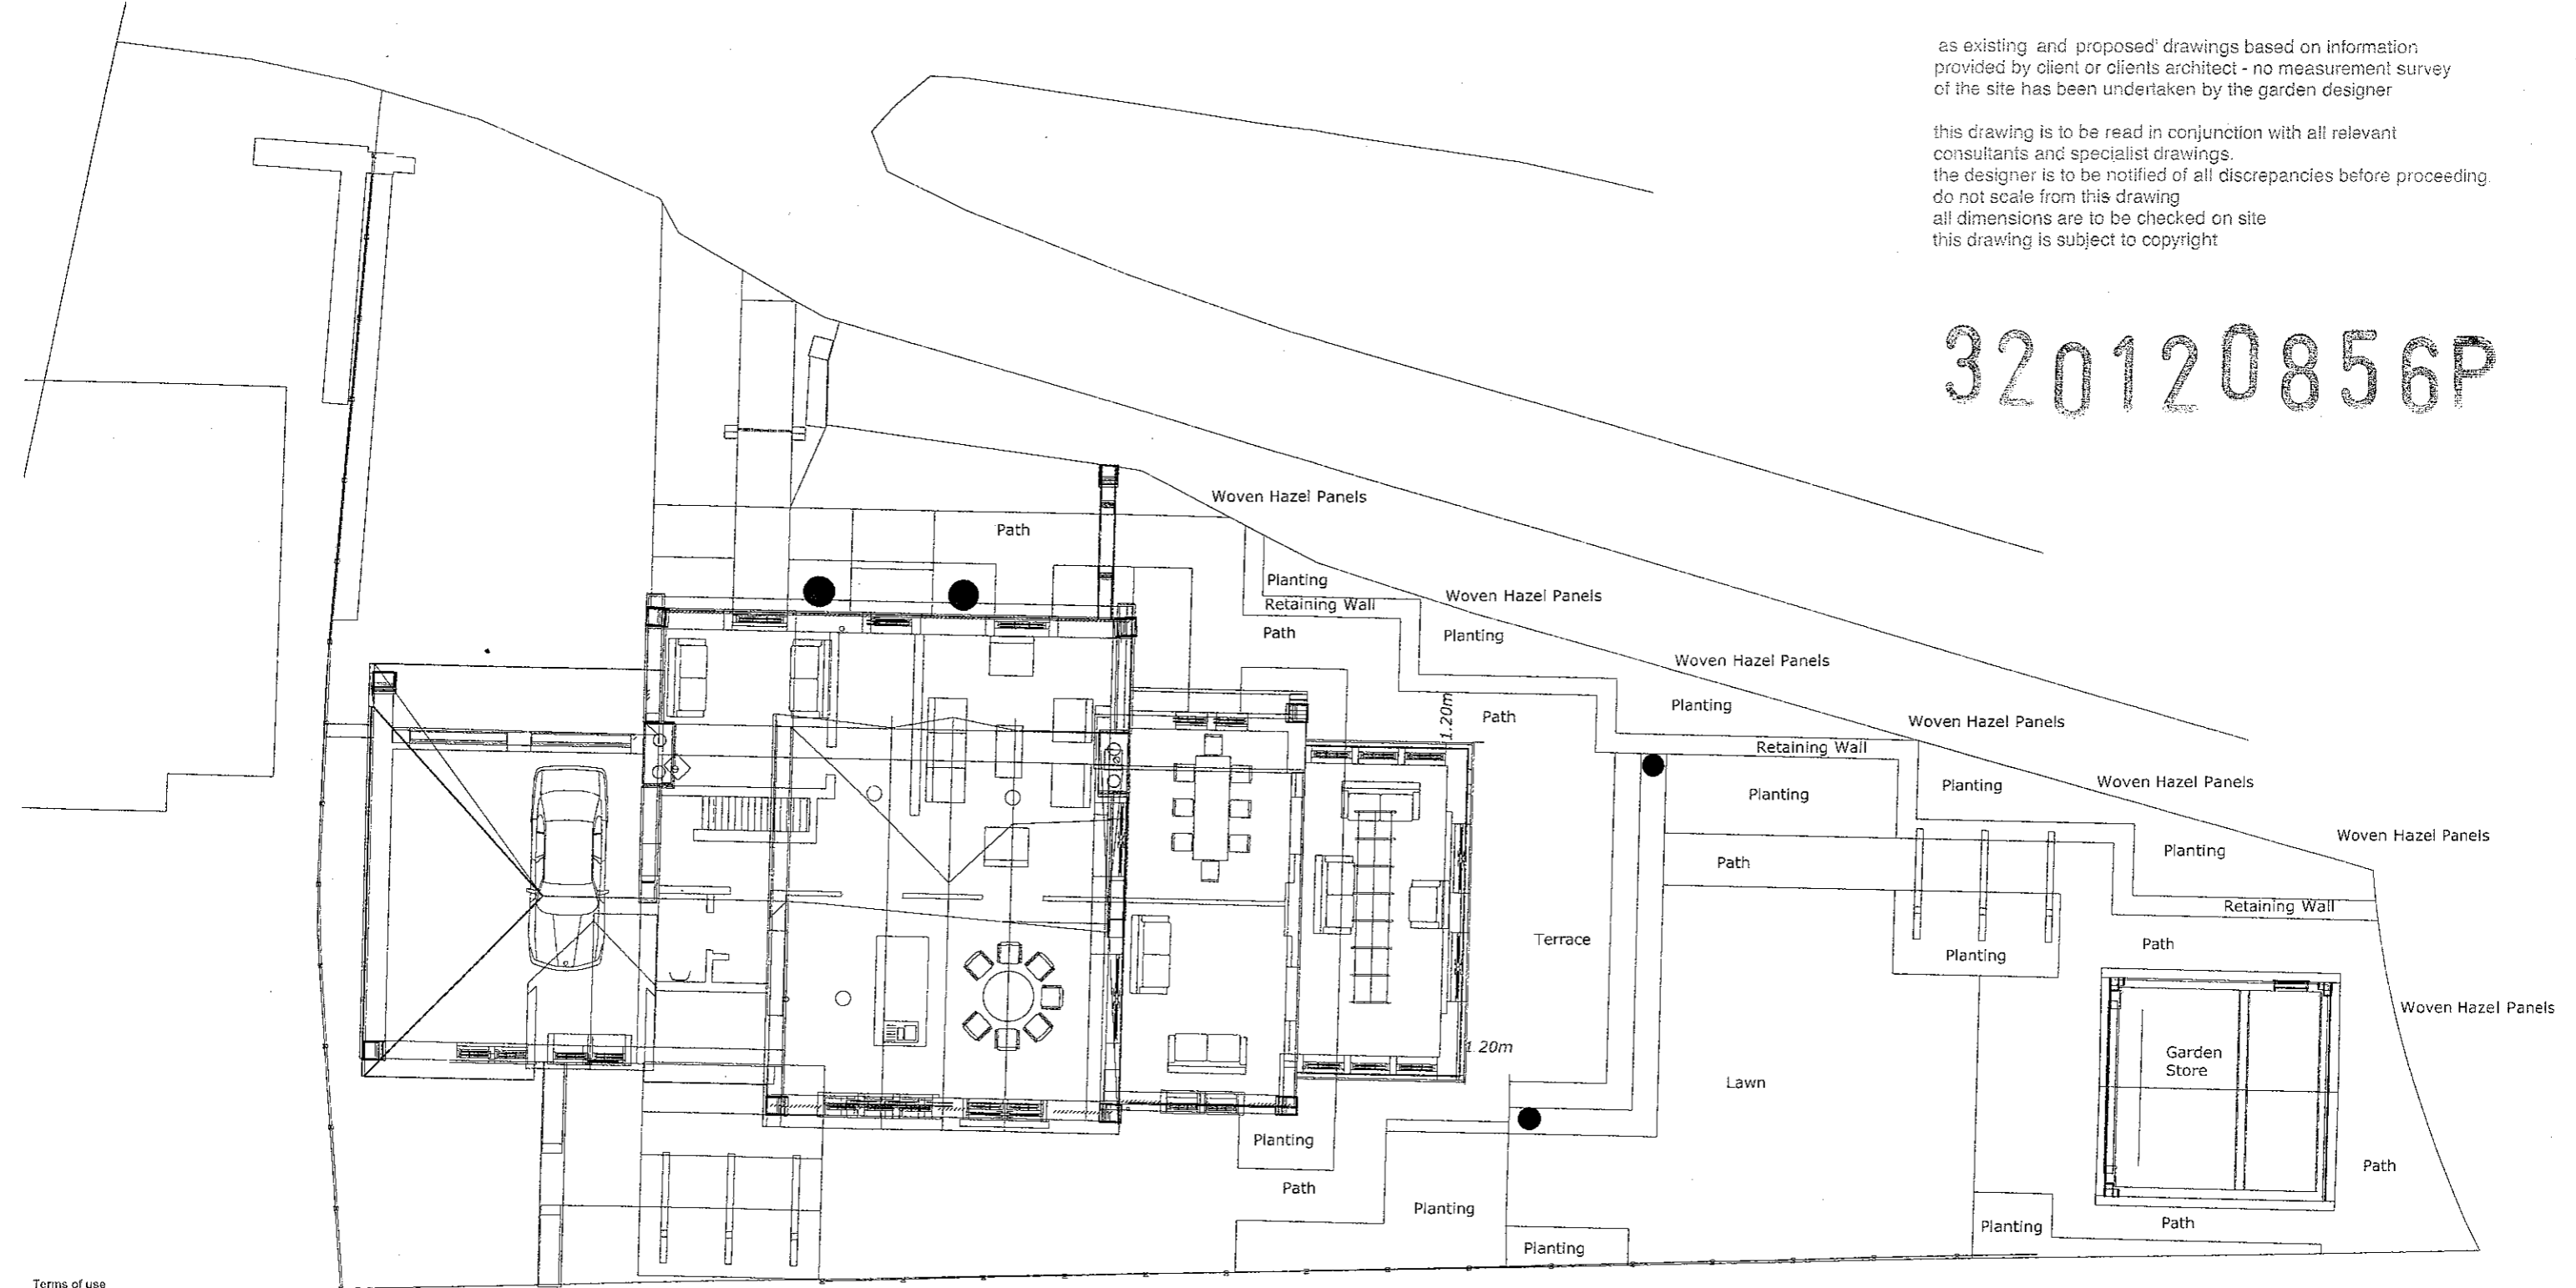 as existing and proposed' drawings based on information
provided by client or clients architect - no measurement survey
of the site has been undertaken by the garden designer
this drawing is to be read in conjunction with all relevant
consultants and specialist drawings.
the designer is to be notified of all discrepancies before proceeding.
do not scale from this drawing
all dimensions are to be checked on site
this drawing is subject to copyright
320120856P
Woven Hazel Panels
Path
Planting
Woven Hazel Panels
Retaining Wall
Path
Planting
Woven Hazel Panels
1.20m
Path
Planting
Woven Hazel Panels
Retaining Wall
Planting
Planting
Woven Hazel Panels
Woven Hazel Panels
Path
Planting
Retaining Wall
Terrace
Planting
Path
Woven Hazel Panels
1.20m
Garden
Store
Lawn
Planting
Path
Path
Planting
Planting
Planting
Path
Terms of use